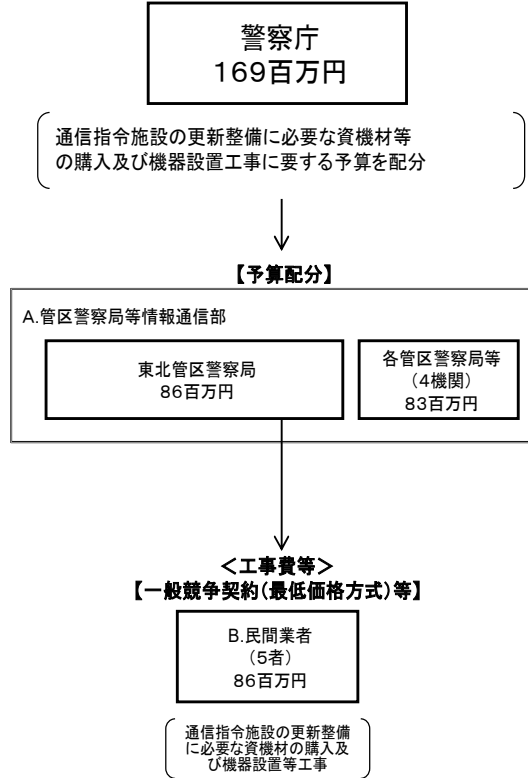 警察庁
169百万円
通信指令施設の更新整備に必要な資機材等
の購入及び機器設置工事に要する予算を配分
【予算配分】
A.管区警察局等情報通信部
東北管区警察局
86百万円
各管区警察局等
（4機関）
83百万円
＜工事費等＞
【一般競争契約(最低価格方式)等】
B.民間業者
（5者）
86百万円
通信指令施設の更新整備
に必要な資機材の購入及
び機器設置等工事